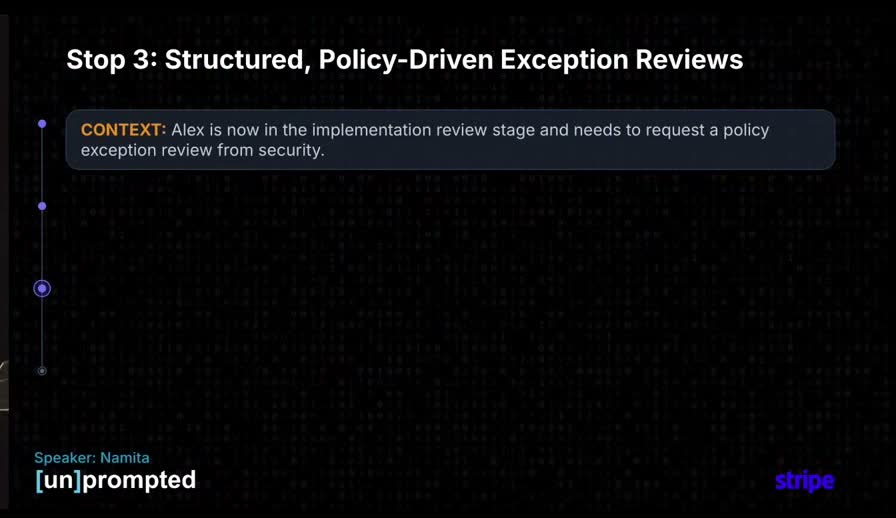 Stop 3: Structured, Policy-Driven Exception Reviews
CONTEXT: Alex is now in the implementation review stage and needs to request a policy
exception review from security.
Speaker: Namita
[un]prompted
stripe